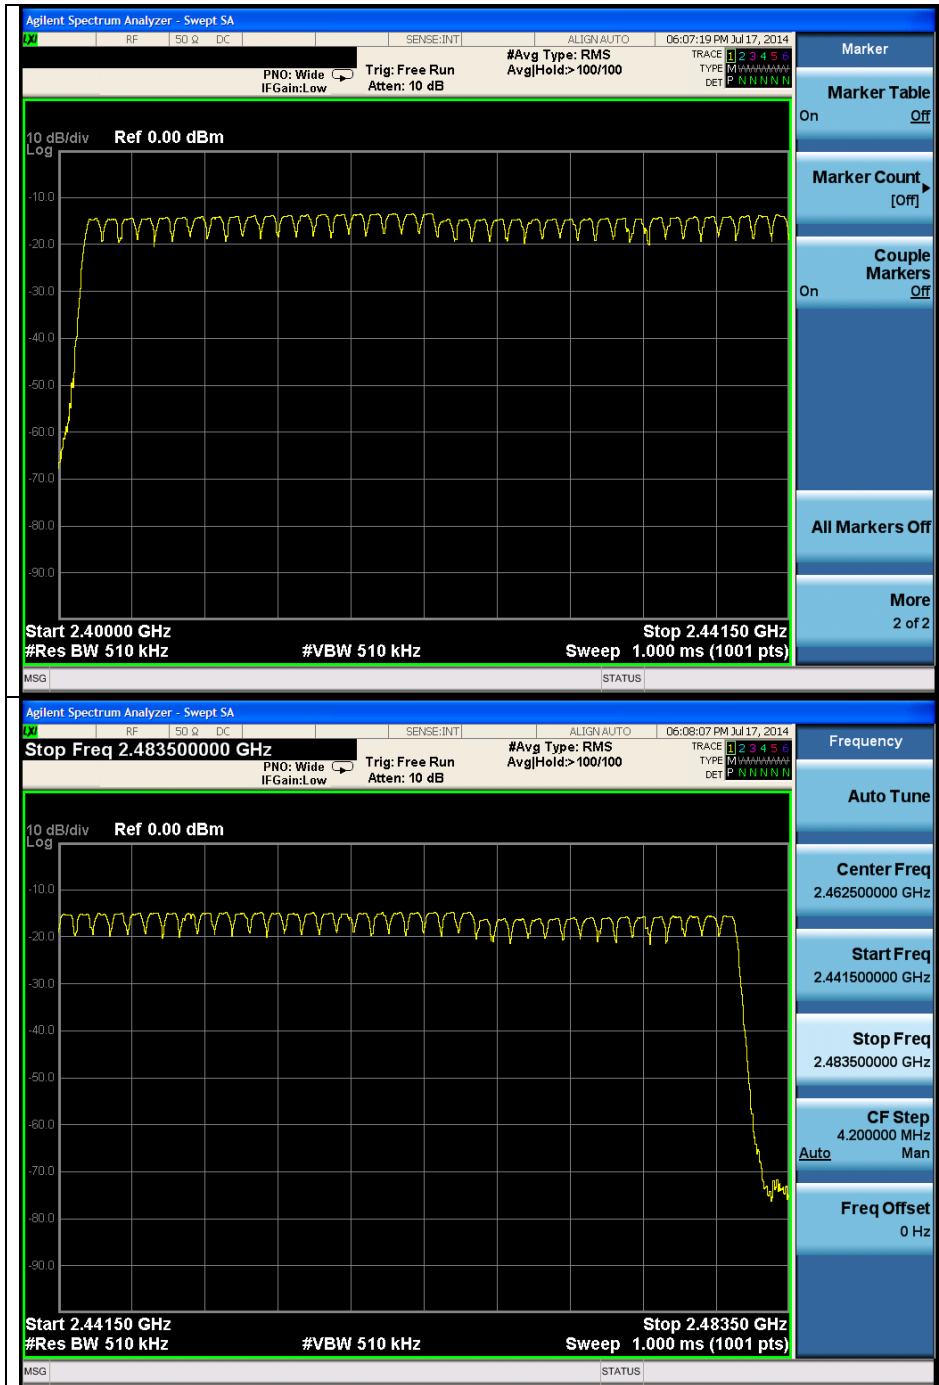 Agilent Spectrum Analyzer - Swept SA
LXI RF 50 Ω DC SENSE:INT ALIGN AUTO 06:07:19 PM Jul 17, 2014
PNO: Wide
IFGain:Low
Trig: Free Run
Atten: 10 dB
#Avg Type: RMS
Avg|Hold:>100/100
TRACE 1 2 3 4 5 6
TYPE M
DET P N N N N N
10 dB/div Ref 0.00 dBm
Log
-10.0
-20.0
-30.0
-40.0
-50.0
-60.0
-70.0
-80.0
-90.0
Start 2.40000 GHz Stop 2.44150 GHz
#Res BW 510 kHz #VBW 510 kHz Sweep 1.000 ms (1001 pts)
MSG STATUS
Marker
Marker Table
On Off
Marker Count
[Off]
Couple
Markers
On Off
All Markers Off
More
2 of 2
Agilent Spectrum Analyzer - Swept SA
LXI RF 50 Ω DC SENSE:INT ALIGN AUTO 06:08:07 PM Jul 17, 2014
Stop Freq 2.483500000 GHz
PNO: Wide
IFGain:Low
Trig: Free Run
Atten: 10 dB
#Avg Type: RMS
Avg|Hold:>100/100
TRACE 1 2 3 4 5 6
TYPE M
DET P N N N N N
10 dB/div Ref 0.00 dBm
Log
-10.0
-20.0
-30.0
-40.0
-50.0
-60.0
-70.0
-80.0
-90.0
Start 2.44150 GHz Stop 2.48350 GHz
#Res BW 510 kHz #VBW 510 kHz Sweep 1.000 ms (1001 pts)
MSG STATUS
Frequency
Auto Tune
Center Freq
2.462500000 GHz
Start Freq
2.441500000 GHz
Stop Freq
2.483500000 GHz
CF Step
4.200000 MHz
Auto Man
Freq Offset
0 Hz